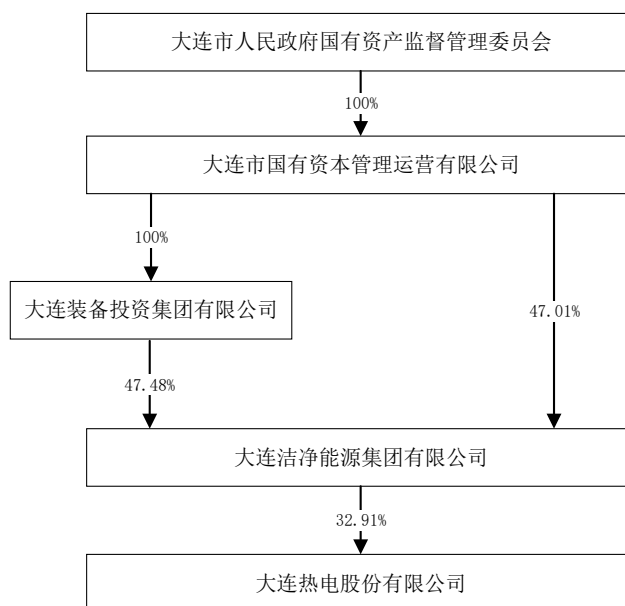 大连市人民政府国有资产监督管理委员会
100%
大连市国有资本管理运营有限公司
100%
大连装备投资集团有限公司
47.01%
47.48%
大连洁净能源集团有限公司
32.91%
大连热电股份有限公司